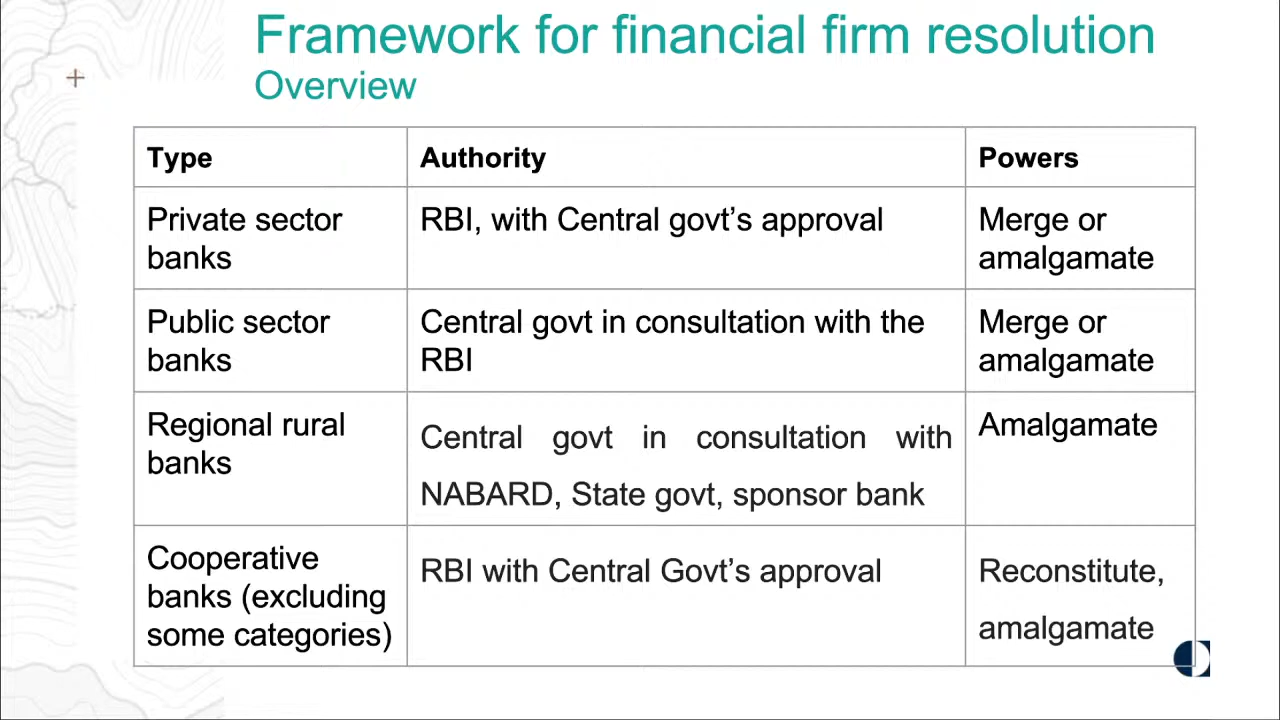 Framework for financial firm resolution
Overview
Type
Authority
Powers
Private sector
banks
RBI, with Central govt’s approval
Merge or
amalgamate
Public sector
banks
Central govt in consultation with the
RBI
Merge or
amalgamate
Regional rural
banks
Central govt in consultation with
NABARD, State govt, sponsor bank
Amalgamate
Cooperative
banks (excluding
some categories)
RBI with Central Govt’s approval
Reconstitute,
amalgamate